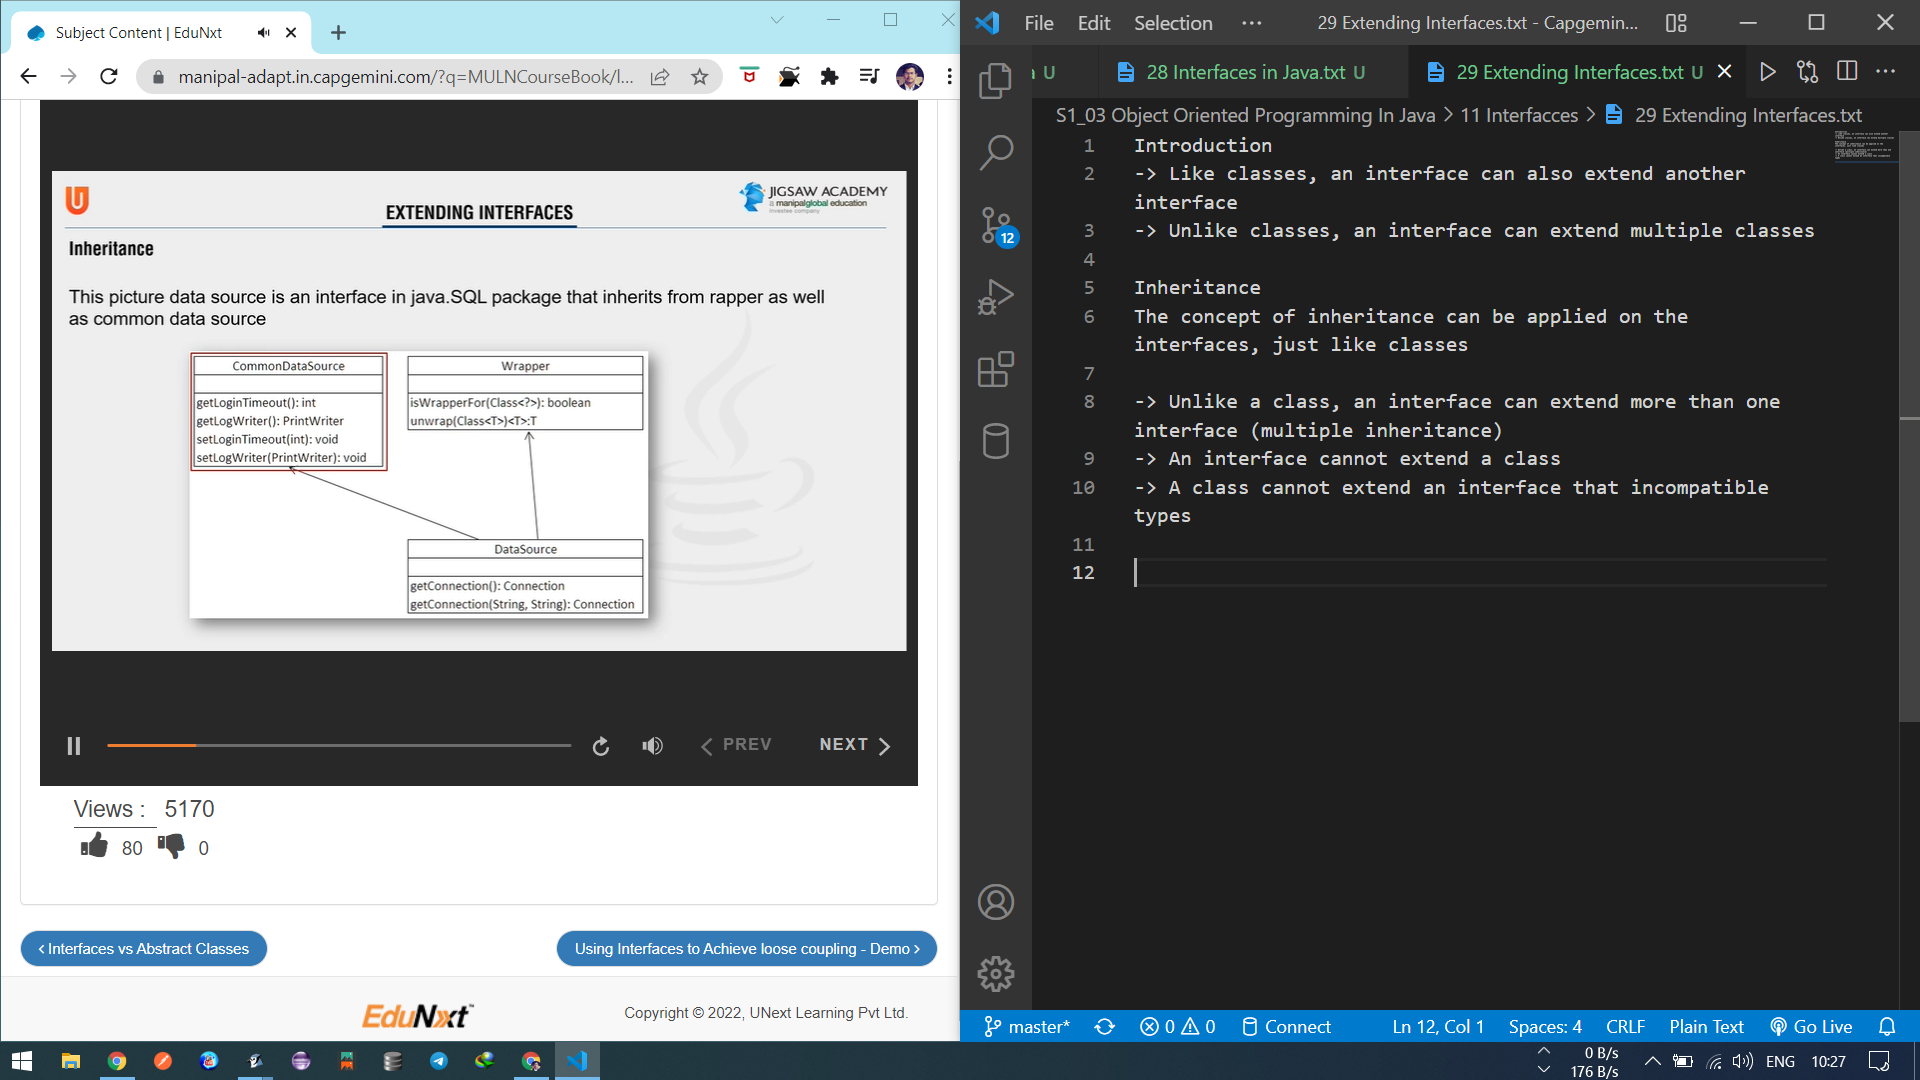 Subject Content | EduNxt
manipal-adapt.in.capgemini.com/?q=MULNCourseBook/l...
JIGSAW ACADEMY
a manipalglobal education
investee company
EXTENDING INTERFACES
Inheritance
This picture data source is an interface in java.SQL package that inherits from rapper as well
as common data source
CommonDataSource
getLoginTimeout(): int
getLogWriter(): PrintWriter
setLoginTimeout(int): void
setLogWriter(PrintWriter): void
Wrapper
isWrapperFor(Class<?>): boolean
unwrap(Class<T>)<T>:T
DataSource
getConnection(): Connection
getConnection(String, String): Connection
PREV
NEXT
Views : 5170
80 0
‹ Interfaces vs Abstract Classes
Using Interfaces to Achieve loose coupling - Demo ›
EduNxt
Copyright © 2022, UNext Learning Pvt Ltd.
File Edit Selection ···
29 Extending Interfaces.txt - Capgemin...
a U
28 Interfaces in Java.txt U
29 Extending Interfaces.txt U
S1_03 Object Oriented Programming In Java > 11 Interfacces > 29 Extending Interfaces.txt
12
1 Introduction
2 -> Like classes, an interface can also extend another
interface
3 -> Unlike classes, an interface can extend multiple classes
4
5 Inheritance
6 The concept of inheritance can be applied on the
interfaces, just like classes
7
8 -> Unlike a class, an interface can extend more than one
interface (multiple inheritance)
9 -> An interface cannot extend a class
10 -> A class cannot extend an interface that incompatible
types
11
12
master* 0 0 Connect Ln 12, Col 1 Spaces: 4 CRLF Plain Text Go Live
0 B/s
176 B/s
ENG 10:27